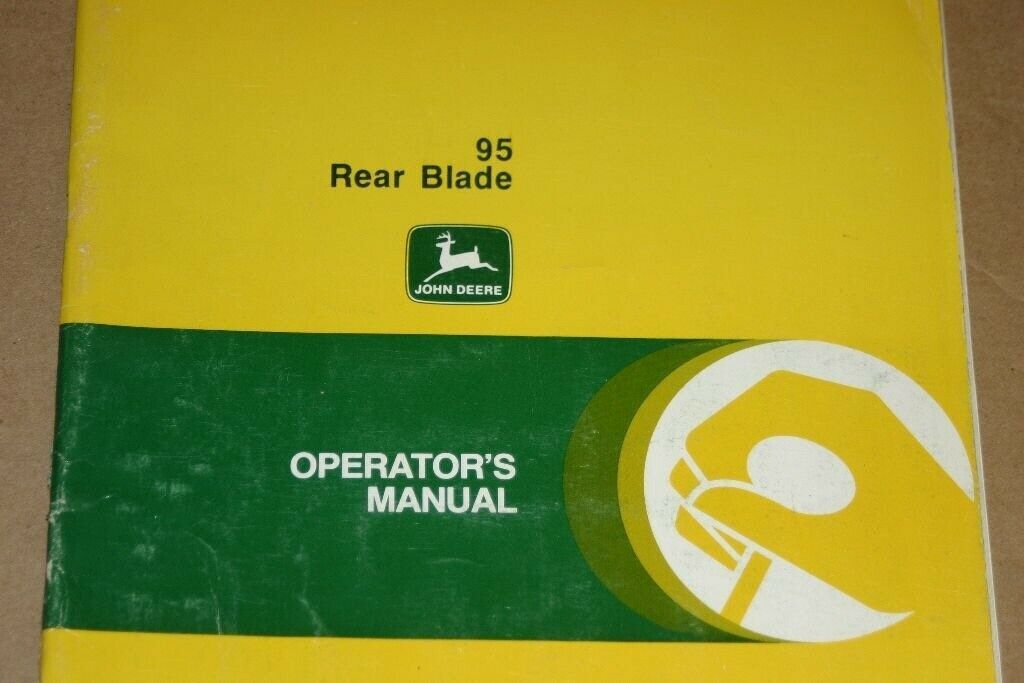 95
Rear Blade
JOHN DEERE
OPERATOR'S
MANUAL